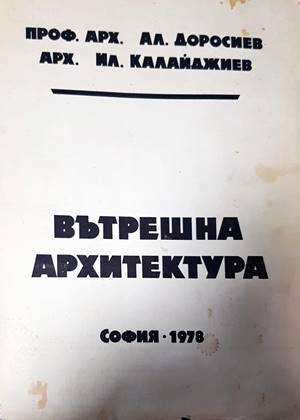 ПРОФ. АРХ. АЛ. ДОРОСИЕВ
АРХ. ИЛ. КАЛАЙДЖИЕВ
ВЪТРЕШНА
АРХИТЕКТУРА
СОФИЯ · 1978